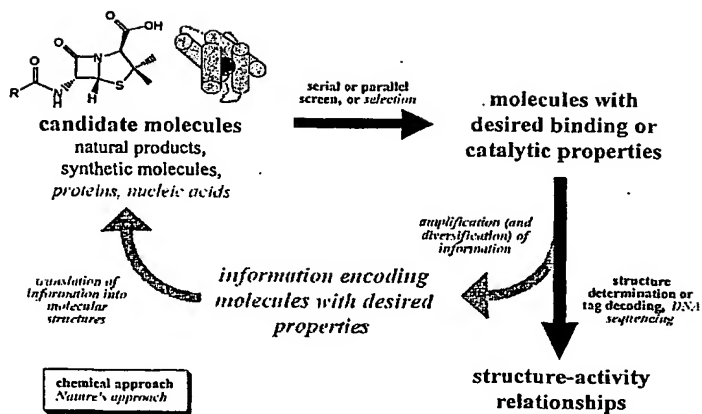 OH
O
N
O
R
N
H
H
S
candidate molecules
natural products,
synthetic molecules,
proteins, nucleic acids
serial or parallel
screen, or selection
molecules with
desired binding or
catalytic properties
amplification (and
diversification) of
information
translation of
information into
molecular
structures
information encoding
molecules with desired
properties
structure
determination or
tag decoding, DNA
sequencing
chemical approach
Nature's approach
structure-activity
relationships